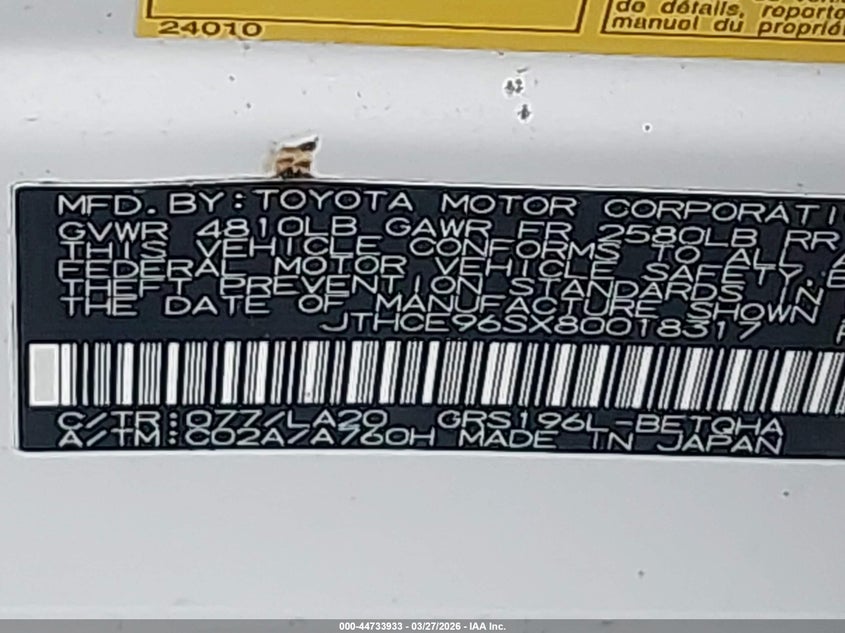 24010
de détails, reporto
manuel du proprié
MFD. BY: TOYOTA MOTOR CORPORATI
GVWR 4810LB GAWR FR 2580LB RR
THIS VEHICLE CONFORMS TO ALL A
FEDERAL MOTOR VEHICLE SAFETY, B
THEFT PREVENTION STANDARDS IN
THE DATE OF MANUFACTURE SHOWN
JTHCE96SX80018317
C/TR: 077/LA20 GRS196L-BETQHA
A/TM: C02A/A760H MADE IN JAPAN
000-44733933 - 03/27/2026 - IAA Inc.